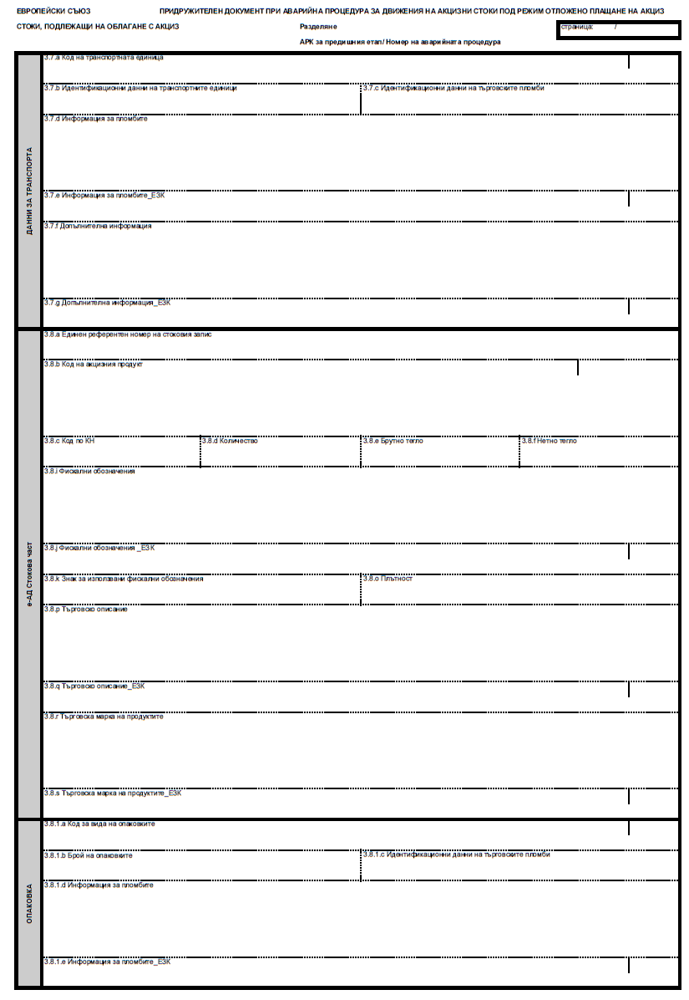 ЕВРОПЕЙСКИ СЪЮЗ ПРИДРУЖИТЕЛЕН ДОКУМЕНТ ПРИ АВАРИЙНА ПРОЦЕДУРА ЗА ДВИЖЕНИЯ НА АКЦИЗНИ СТОКИ ПОД РЕЖИМ ОТЛОЖЕНО ПЛАЩАНЕ НА АКЦИЗ
СТОКИ, ПОДЛЕЖАЩИ НА ОБЛАГАНЕ С АКЦИЗ Разделяне страница: /
АРК за предишния етап/ Номер на аварийната процедура
ДАННИ ЗА ТРАНСПОРТА
3.7.a Код на транспортната единица
3.7.b Идентификационни данни на транспортните единици 3.7.c Идентификационни данни на търговските пломби
3.7.d Информация за пломбите
3.7.e Информация за пломбите_ЕЗК
3.7.f Допълнителна информация
3.7.g Допълнителна информация_ЕЗК
е-АД Стокова част
3.8.a Единен референтен номер на стоковия запис
3.8.b Код на акцизния продукт
3.8.c Код по КН 3.8.d Количество 3.8.e Брутно тегло 3.8.f Нетно тегло
3.8.i Фискални обозначения
3.8.j Фискални обозначения _ЕЗК
3.8.k Знак за използвани фискални обозначения 3.8.o Плътност
3.8.p Търговско описание
3.8.q Търговско описание_ЕЗК
3.8.r Търговска марка на продуктите
3.8.s Търговска марка на продуктите_ЕЗК
ОПАКОВКА
3.8.1.a Код за вида на опаковките
3.8.1.b Брой на опаковките 3.8.1.c Идентификационни данни на търговските пломби
3.8.1.d Информация за пломбите
3.8.1.e Информация за пломбите_ЕЗК